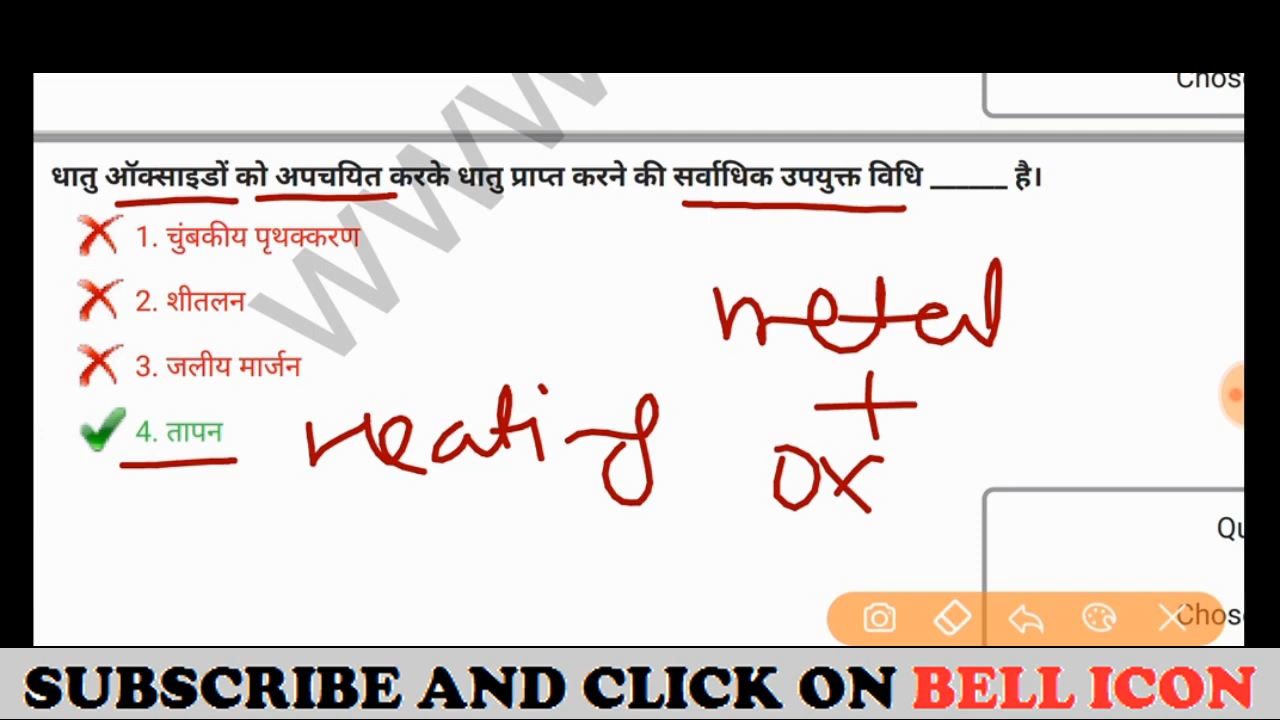 Chos
धातु ऑक्साइडों को अपचयित करके धातु प्राप्त करने की सर्वाधिक उपयुक्त विधि ______ है।
1. चुंबकीय पृथक्करण
2. शीतलन
3. जलीय मार्जन
4. तापन
Heating
metal
+
OX
WWW
Qu
Chos
SUBSCRIBE AND CLICK ON BELL ICON